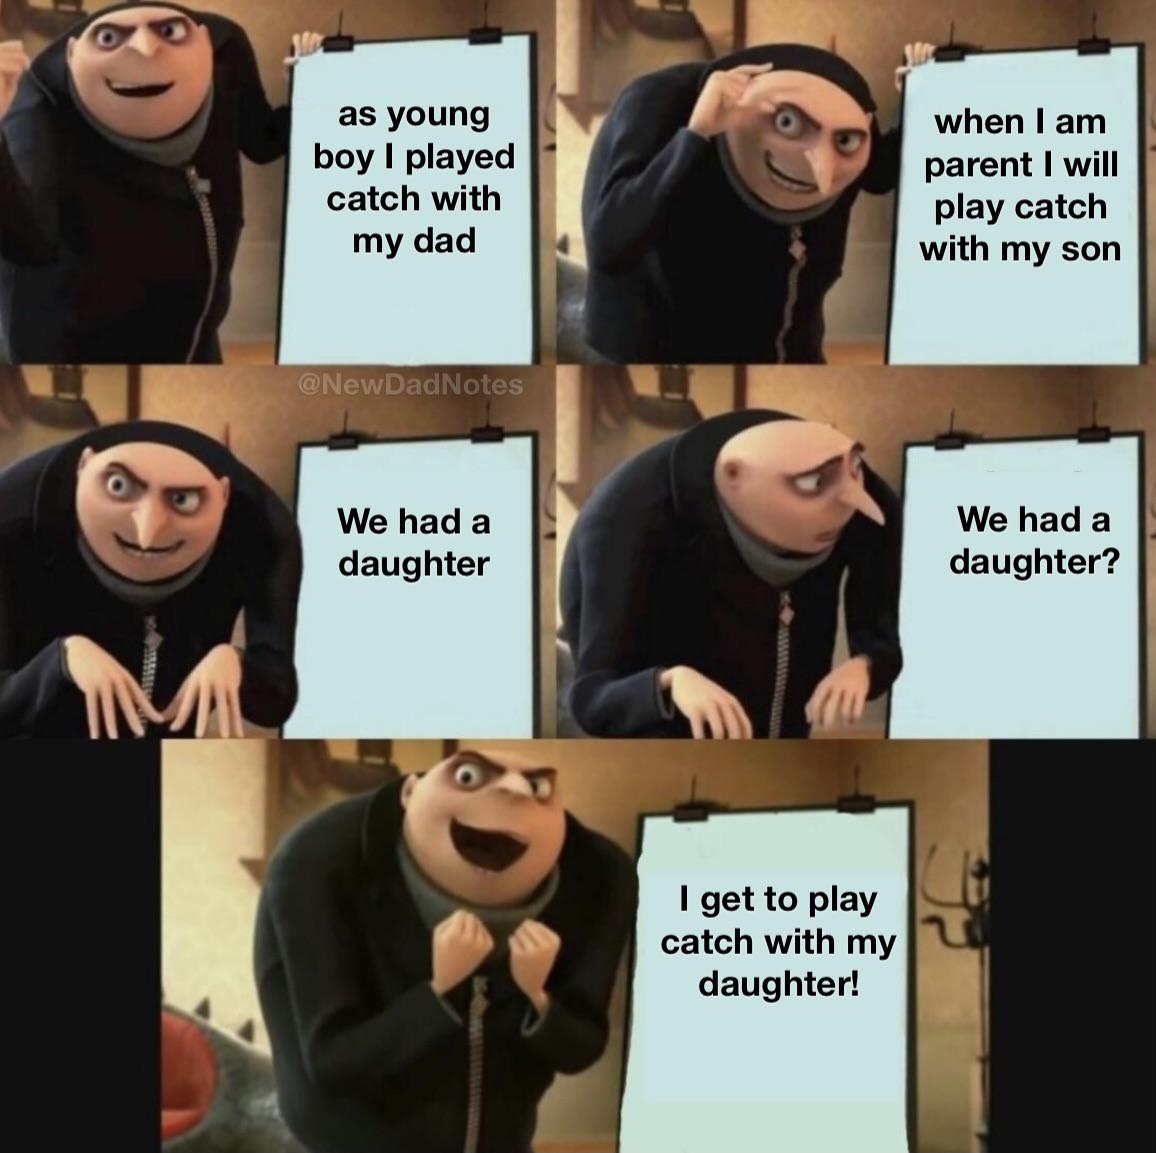 as young
boy I played
catch with
my dad
when I am
parent I will
play catch
with my son
@NewDadNotes
We had a
daughter
We had a
daughter?
I get to play
catch with my
daughter!